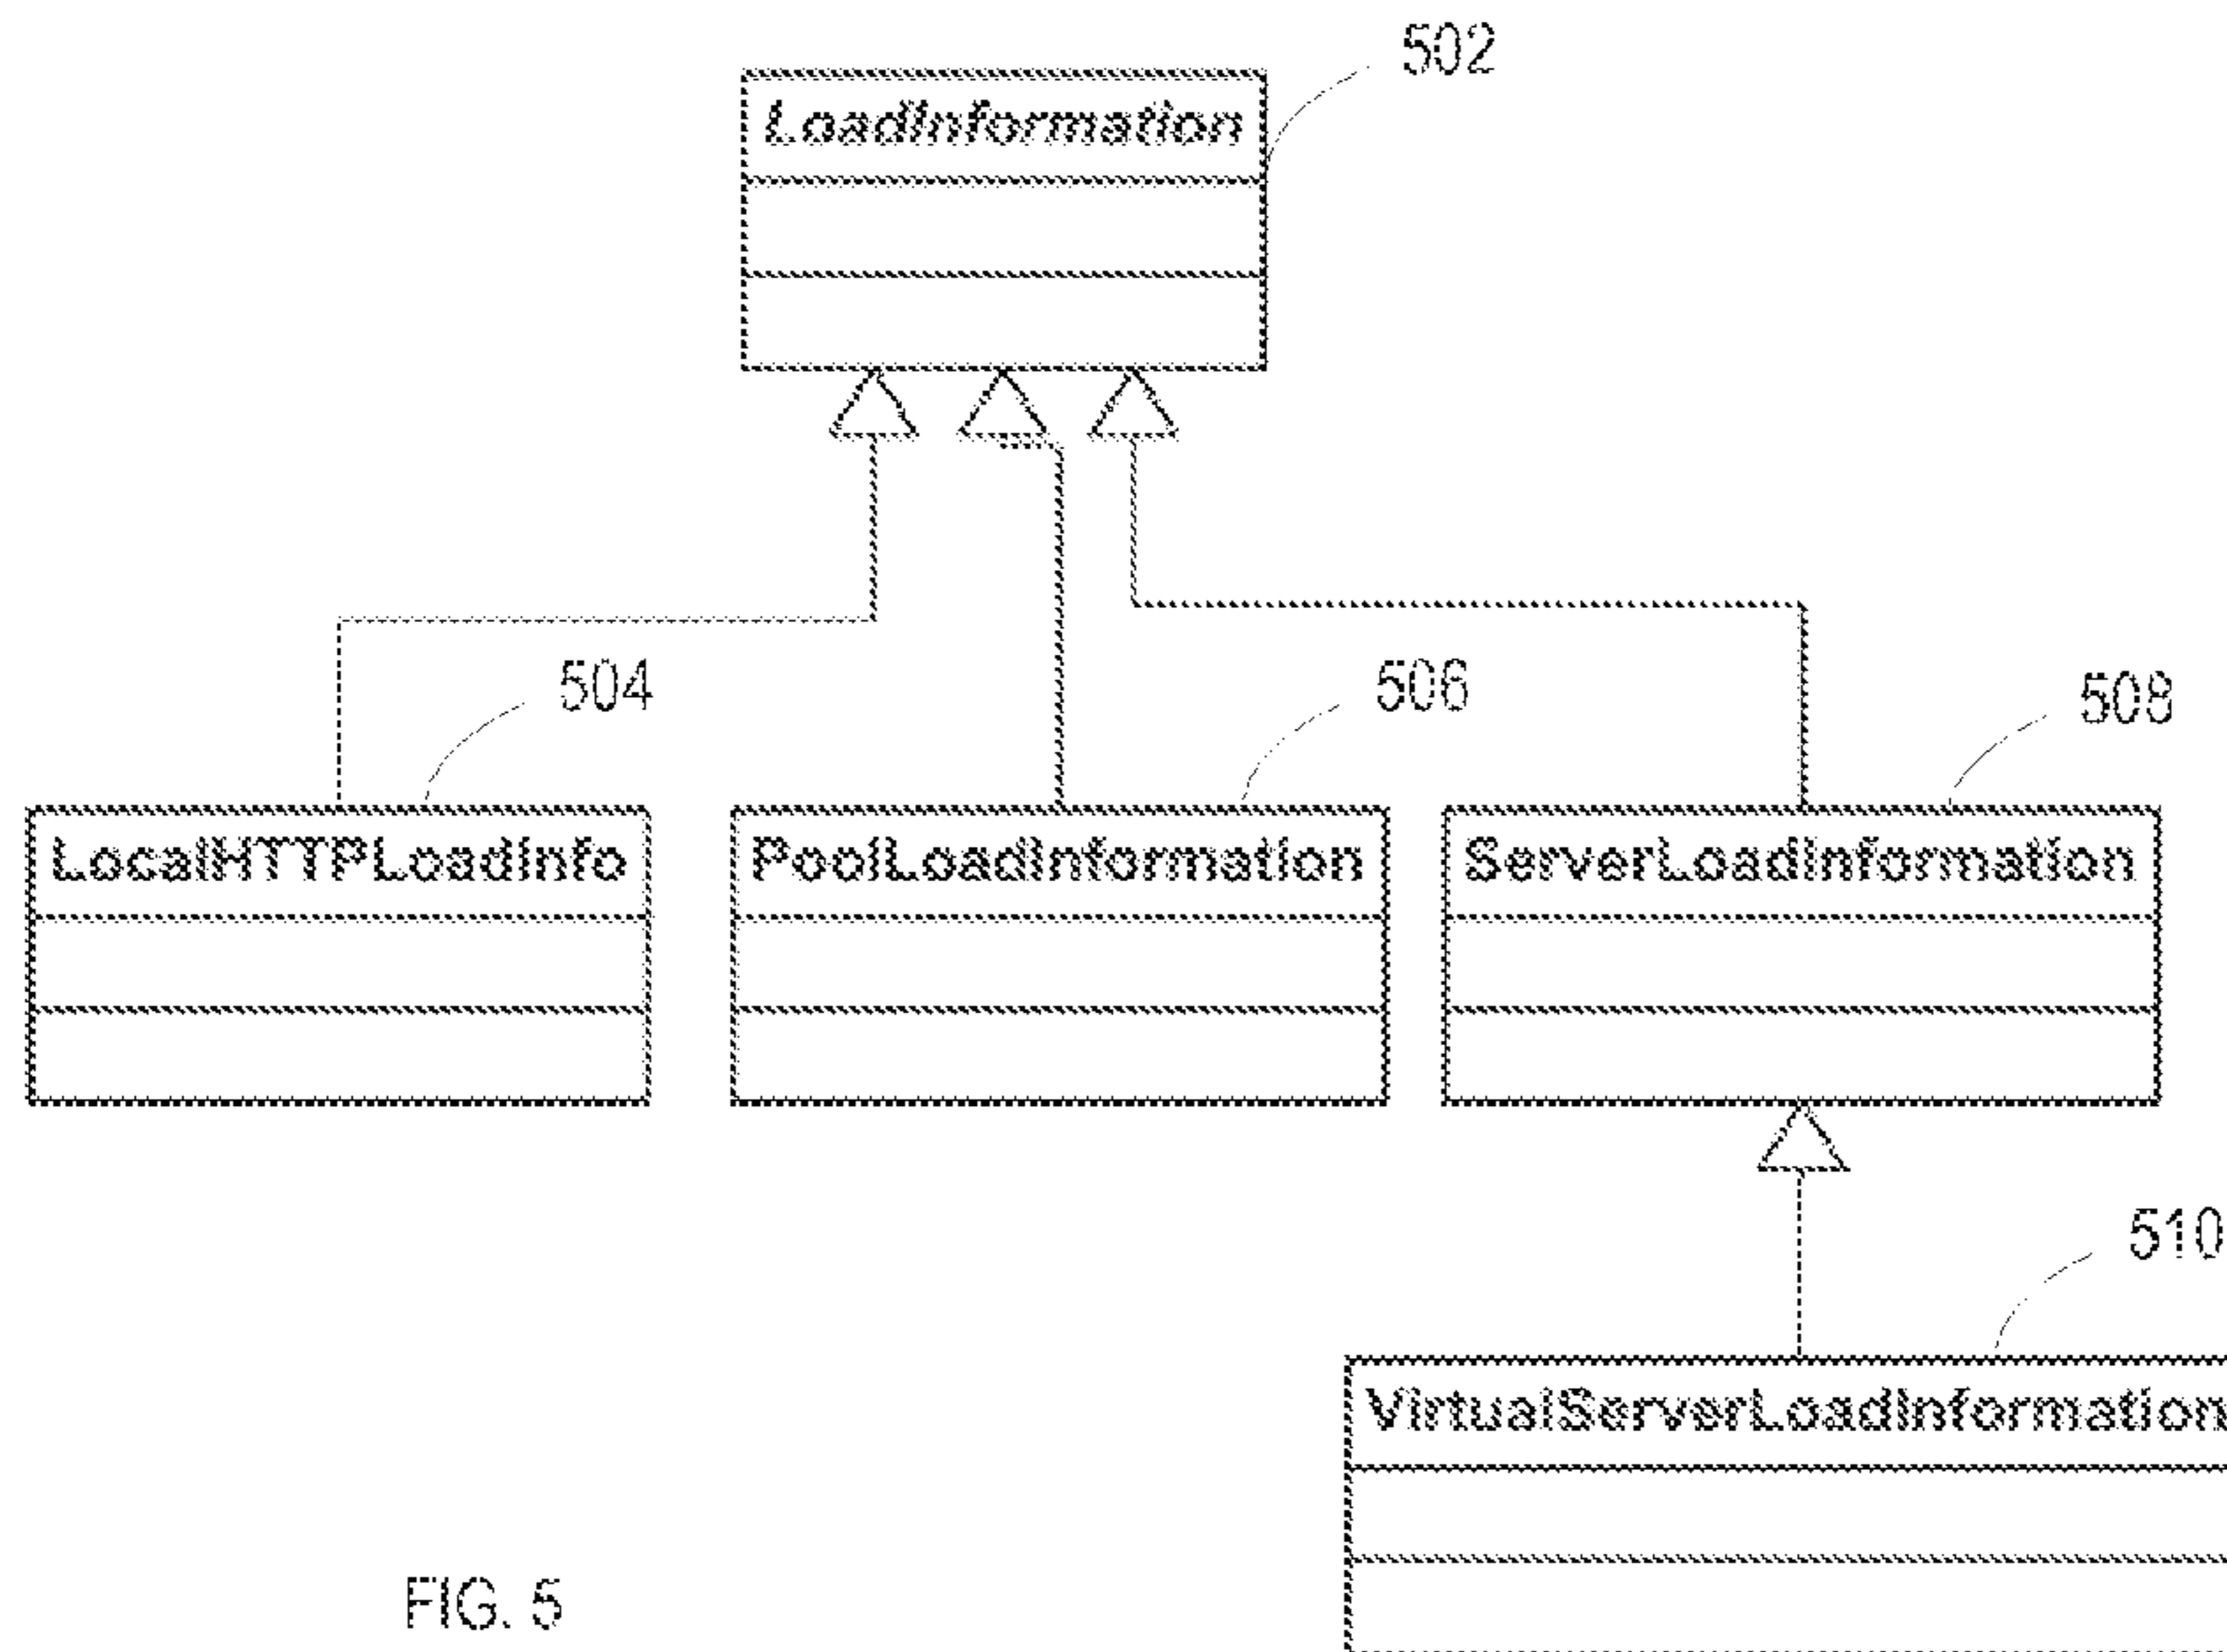 502
LoadInformation
504
506
508
LocalHTTPLoadInfo
PoolLoadInformation
ServerLoadInformation
510
VirtualServerLoadInformation
FIG. 5